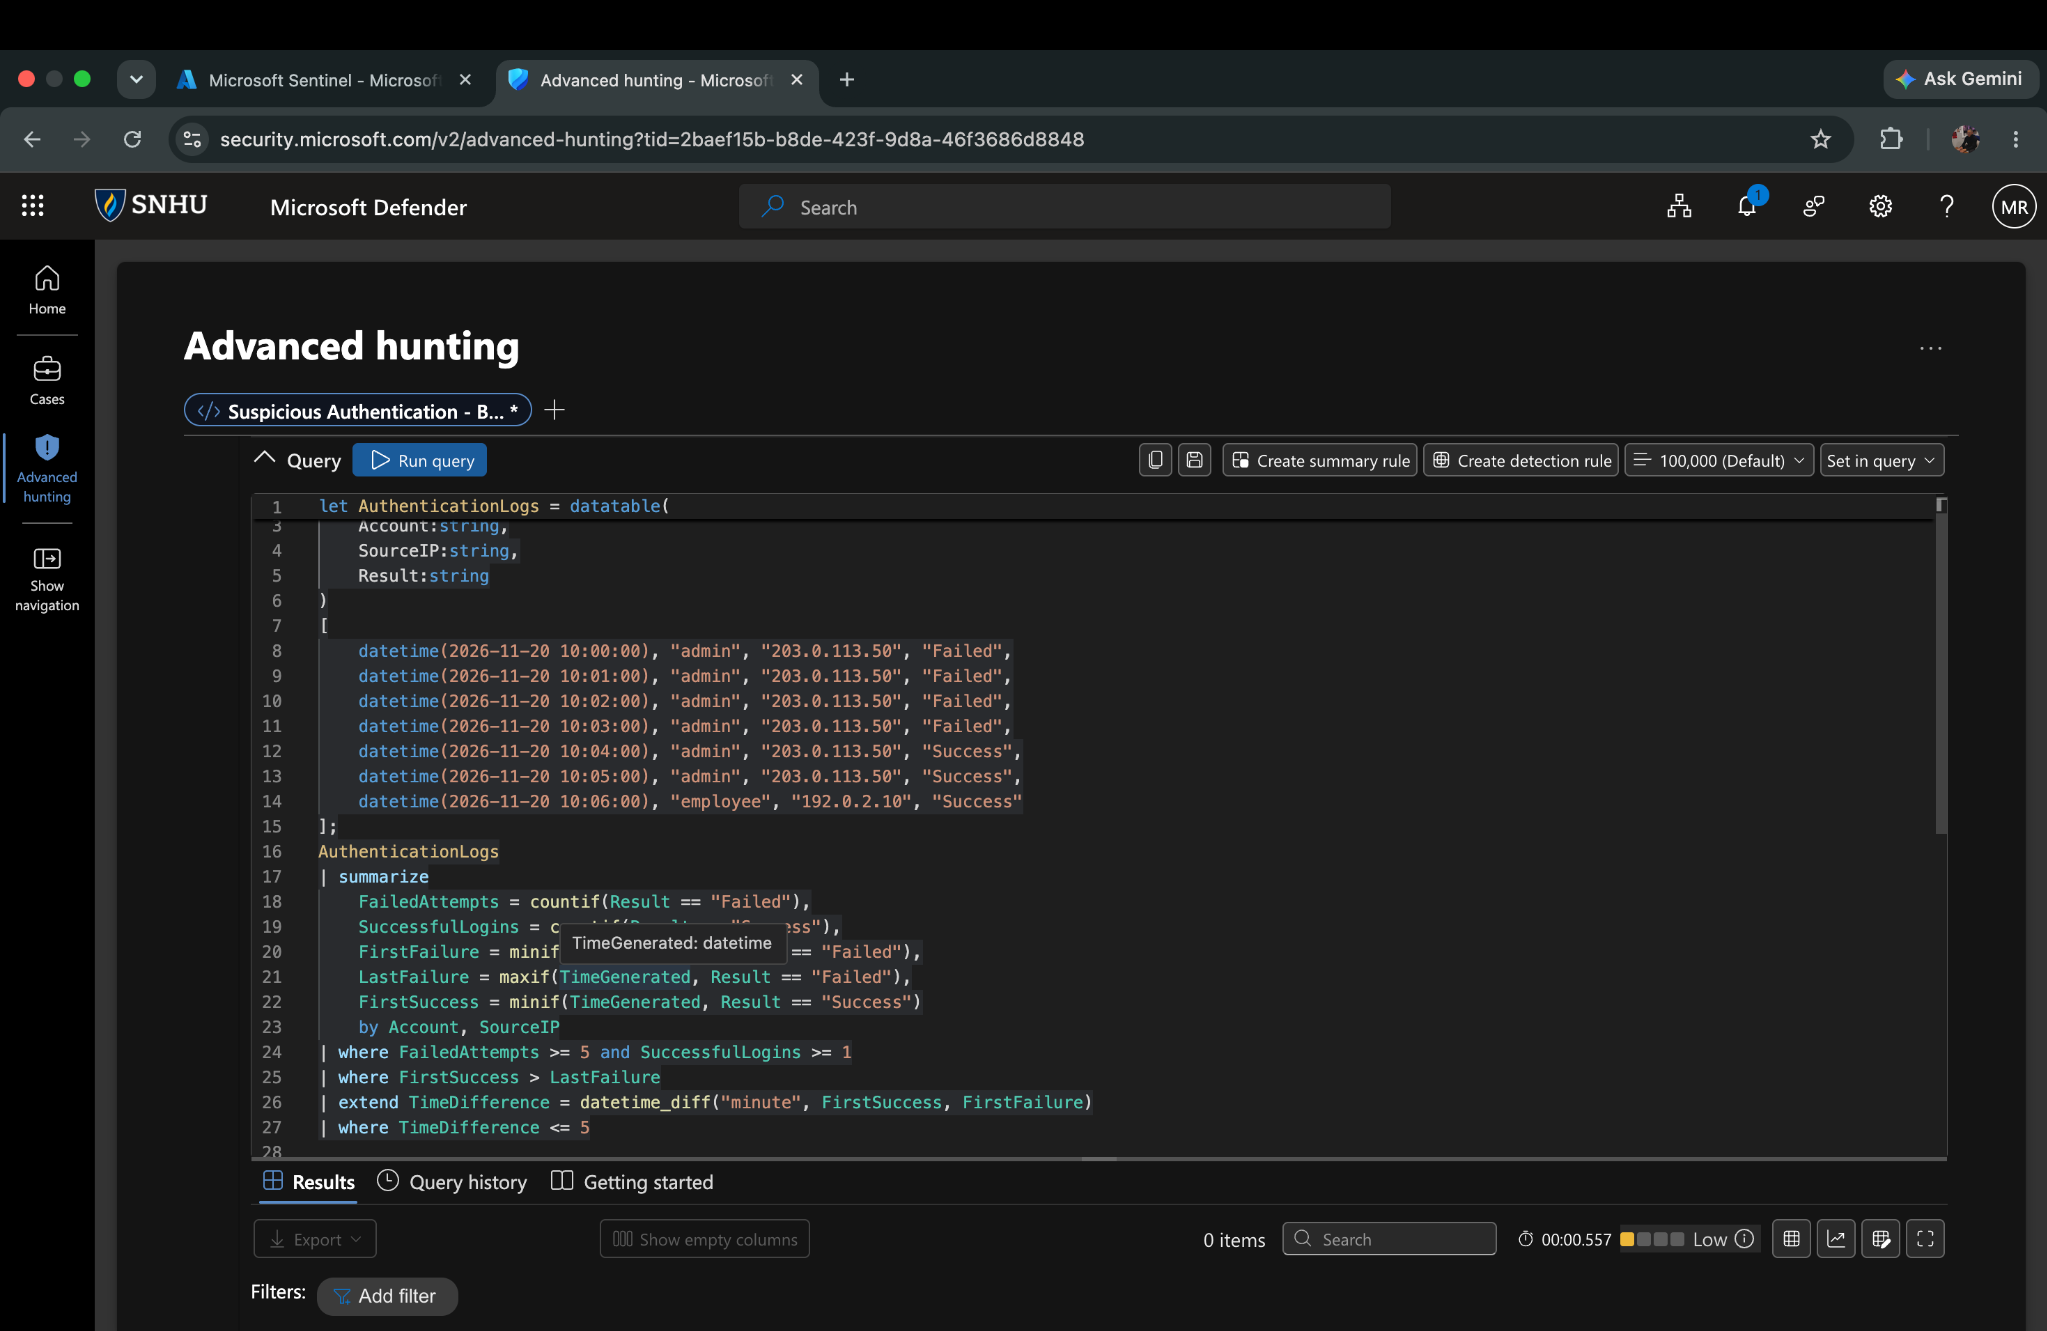 Microsoft Sentinel - Microsoft
Advanced hunting - Microsoft
Ask Gemini
security.microsoft.com/v2/advanced-hunting?tid=2baef15b-b8de-423f-9d8a-46f3686d8848
SNHU
Microsoft Defender
Search
1
MR
Home
Cases
Advanced
hunting
Show
navigation
Advanced hunting
</> Suspicious Authentication - B... *
Query
Run query
Create summary rule
Create detection rule
100,000 (Default)
Set in query
1 let AuthenticationLogs = datatable(
3 Account:string,
4 SourceIP:string,
5 Result:string
6 )
7 [
8 datetime(2026-11-20 10:00:00), "admin", "203.0.113.50", "Failed",
9 datetime(2026-11-20 10:01:00), "admin", "203.0.113.50", "Failed",
10 datetime(2026-11-20 10:02:00), "admin", "203.0.113.50", "Failed",
11 datetime(2026-11-20 10:03:00), "admin", "203.0.113.50", "Failed",
12 datetime(2026-11-20 10:04:00), "admin", "203.0.113.50", "Success",
13 datetime(2026-11-20 10:05:00), "admin", "203.0.113.50", "Success",
14 datetime(2026-11-20 10:06:00), "employee", "192.0.2.10", "Success"
15 ];
16 AuthenticationLogs
17 | summarize
18 FailedAttempts = countif(Result == "Failed"),
19 SuccessfulLogins = c ess"),
TimeGenerated: datetime
20 FirstFailure = minif == "Failed"),
21 LastFailure = maxif(TimeGenerated, Result == "Failed"),
22 FirstSuccess = minif(TimeGenerated, Result == "Success")
23 by Account, SourceIP
24 | where FailedAttempts >= 5 and SuccessfulLogins >= 1
25 | where FirstSuccess > LastFailure
26 | extend TimeDifference = datetime_diff("minute", FirstSuccess, FirstFailure)
27 | where TimeDifference <= 5
28
Results
Query history
Getting started
Export
Show empty columns
0 items
Search
00:00.557
Low
Filters:
Add filter